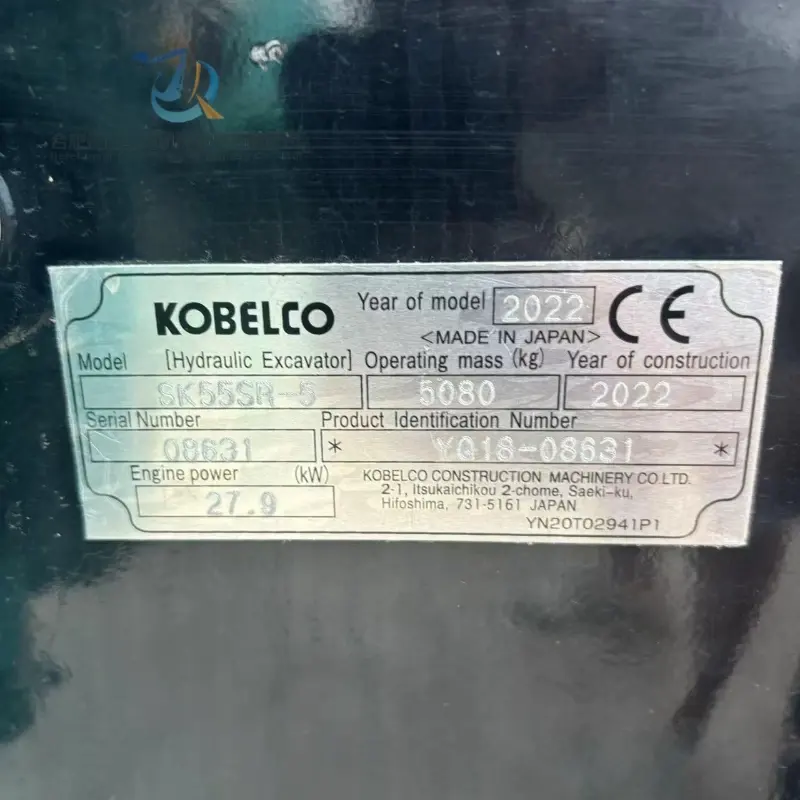 KOBELCO
Year of model 2022 CE
<MADE IN JAPAN>
Model [Hydraulic Excavator] Operating mass (kg) Year of construction
SK55SR-5 5080 2022
Serial Number Product Identification Number
08631 * YQ18-08631 *
Engine power (kW)
27.9
KOBELCO CONSTRUCTION MACHINERY CO LTD.
2-1, Itsukaichikou 2-chome, Saeki-ku,
Hifoshima, 731-5161 JAPAN
YN20T02941P1